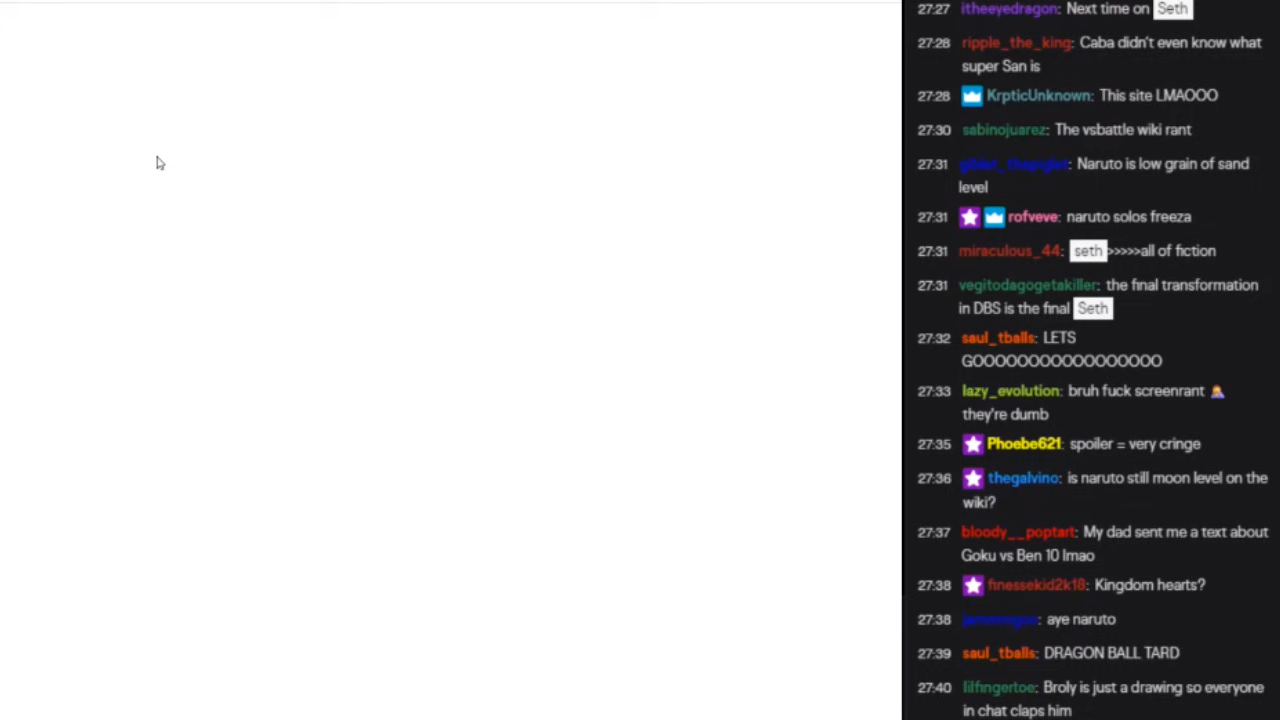 27:27 itheeyedragon: Next time on Seth
27:28 ripple_the_king: Caba didn't even know what
super San is
27:28 KrpticUnknown: This site LMAOOO
27:30 sabinojuarez: The vsbattle wiki rant
27:31 giblet_thepiglet: Naruto is low grain of sand
level
27:31 rofveve: naruto solos freeza
27:31 miraculous_44: seth >>>>>all of fiction
27:31 vegitodagogetakiller: the final transformation
in DBS is the final Seth
27:32 saul_tballs: LETS
GOOOOOOOOOOOOOOOOO
27:33 lazy_evolution: bruh fuck screenrant
they're dumb
27:35 Phoebe621: spoiler = very cringe
27:36 thegalvino: is naruto still moon level on the
wiki?
27:37 bloody__poptart: My dad sent me a text about
Goku vs Ben 10 lmao
27:38 finessekid2k18: Kingdom hearts?
27:38 : aye naruto
27:39 saul_tballs: DRAGON BALL TARD
27:40 lilfingertoe: Broly is just a drawing so everyone
in chat claps him